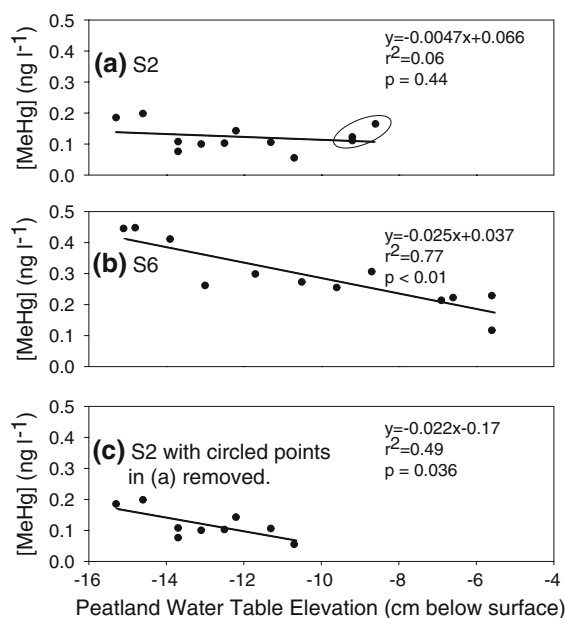 0.5
0.4
0.3
0.2
0.1
0.0
[MeHg] (ng l⁻¹)
(a) S2
y=-0.0047x+0.066
r²=0.06
p = 0.44
0.5
0.4
0.3
0.2
0.1
0.0
[MeHg] (ng l⁻¹)
(b) S6
y=-0.025x+0.037
r²=0.77
p < 0.01
0.5
0.4
0.3
0.2
0.1
0.0
[MeHg] (ng l⁻¹)
(c) S2 with circled points
in (a) removed.
y=-0.022x-0.17
r²=0.49
p = 0.036
-16 -14 -12 -10 -8 -6 -4
Peatland Water Table Elevation (cm below surface)